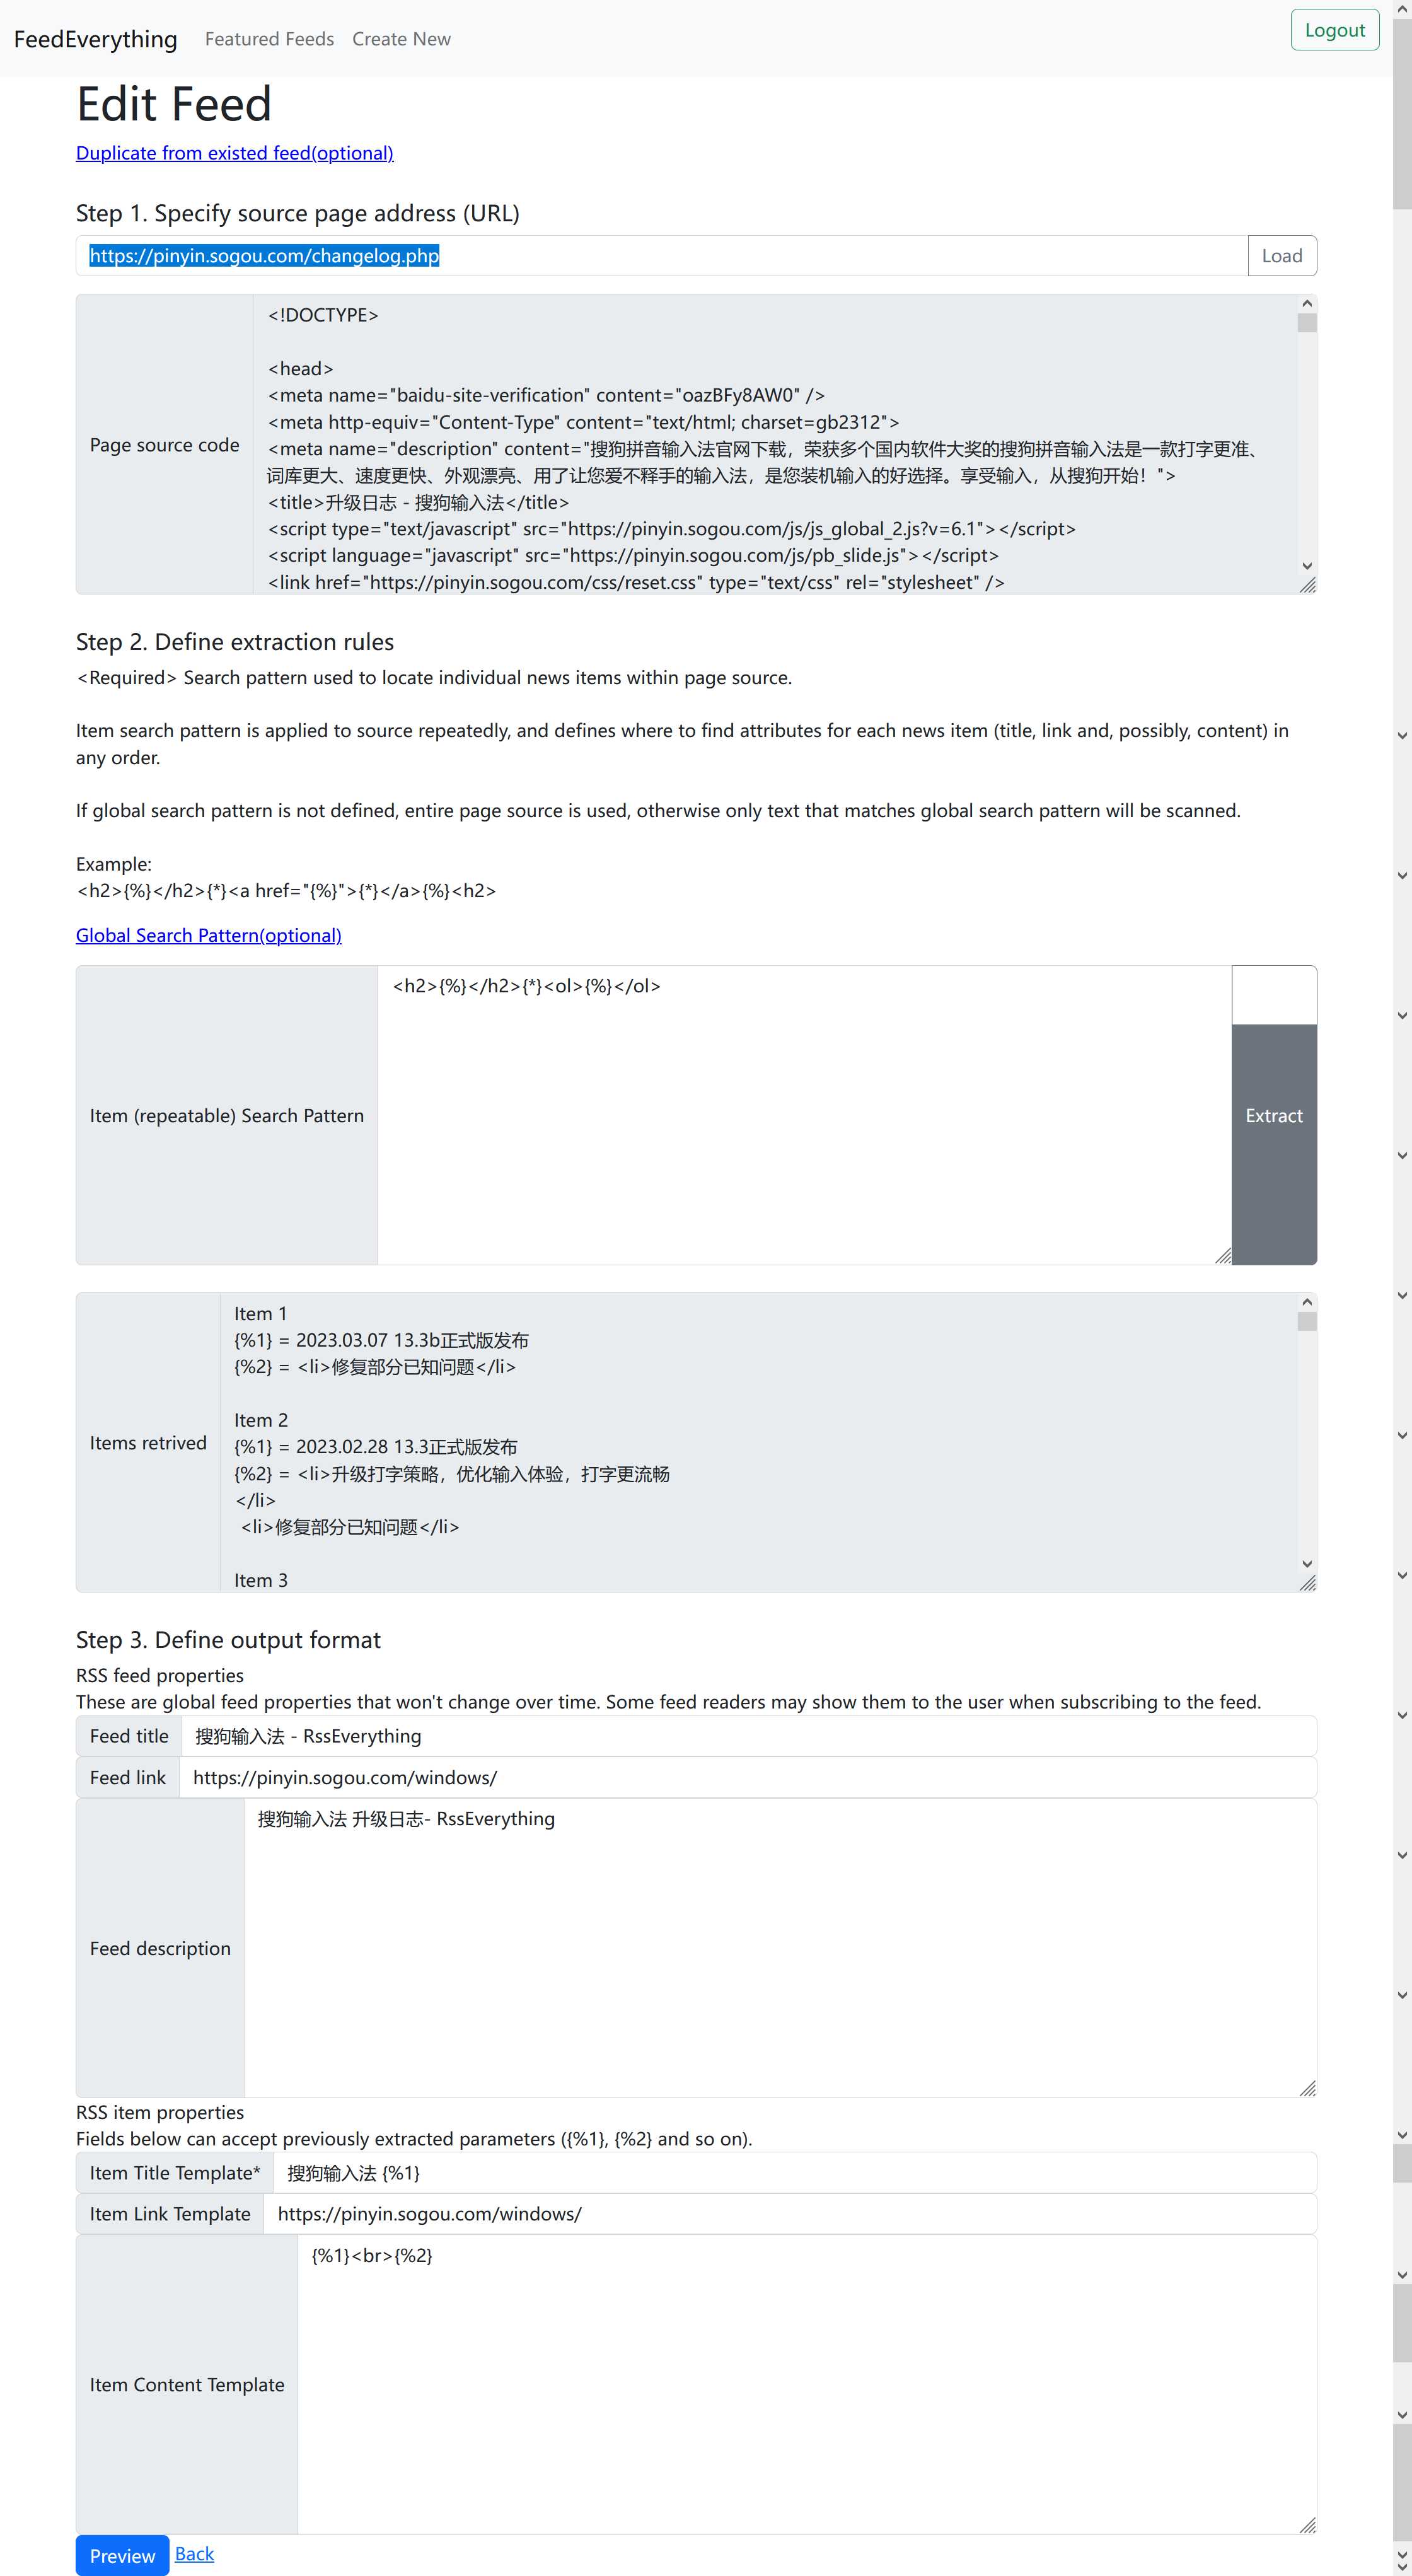 FeedEverything Featured Feeds Create New Logout
Edit Feed
Duplicate from existed feed(optional)
Step 1. Specify source page address (URL)
https://pinyin.sogou.com/changelog.php Load
Page source code
<!DOCTYPE>
<head>
<meta name="baidu-site-verification" content="oazBFy8AW0" />
<meta http-equiv="Content-Type" content="text/html; charset=gb2312">
<meta name="description" content="搜狗拼音输入法官网下载，荣获多个国内软件大奖的搜狗拼音输入法是一款打字更准、
词库更大、速度更快、外观漂亮、用了让您爱不释手的输入法，是您装机输入的好选择。享受输入，从搜狗开始！">
<title>升级日志 - 搜狗输入法</title>
<script type="text/javascript" src="https://pinyin.sogou.com/js/js_global_2.js?v=6.1"></script>
<script language="javascript" src="https://pinyin.sogou.com/js/pb_slide.js"></script>
<link href="https://pinyin.sogou.com/css/reset.css" type="text/css" rel="stylesheet" />
Step 2. Define extraction rules
<Required> Search pattern used to locate individual news items within page source.
Item search pattern is applied to source repeatedly, and defines where to find attributes for each news item (title, link and, possibly, content) in
any order.
If global search pattern is not defined, entire page source is used, otherwise only text that matches global search pattern will be scanned.
Example:
<h2>{%}</h2>{*}<a href="{%}">{*}</a>{%}<h2>
Global Search Pattern(optional)
Item (repeatable) Search Pattern
<h2>{%}</h2>{*}<ol>{%}</ol>
Extract
Items retrived
Item 1
{%1} = 2023.03.07 13.3b正式版发布
{%2} = <li>修复部分已知问题</li>
Item 2
{%1} = 2023.02.28 13.3正式版发布
{%2} = <li>升级打字策略，优化输入体验，打字更流畅
</li>
<li>修复部分已知问题</li>
Item 3
Step 3. Define output format
RSS feed properties
These are global feed properties that won't change over time. Some feed readers may show them to the user when subscribing to the feed.
Feed title 搜狗输入法 - RssEverything
Feed link https://pinyin.sogou.com/windows/
Feed description
搜狗输入法 升级日志- RssEverything
RSS item properties
Fields below can accept previously extracted parameters ({%1}, {%2} and so on).
Item Title Template* 搜狗输入法 {%1}
Item Link Template https://pinyin.sogou.com/windows/
Item Content Template
{%1}<br>{%2}
Preview Back